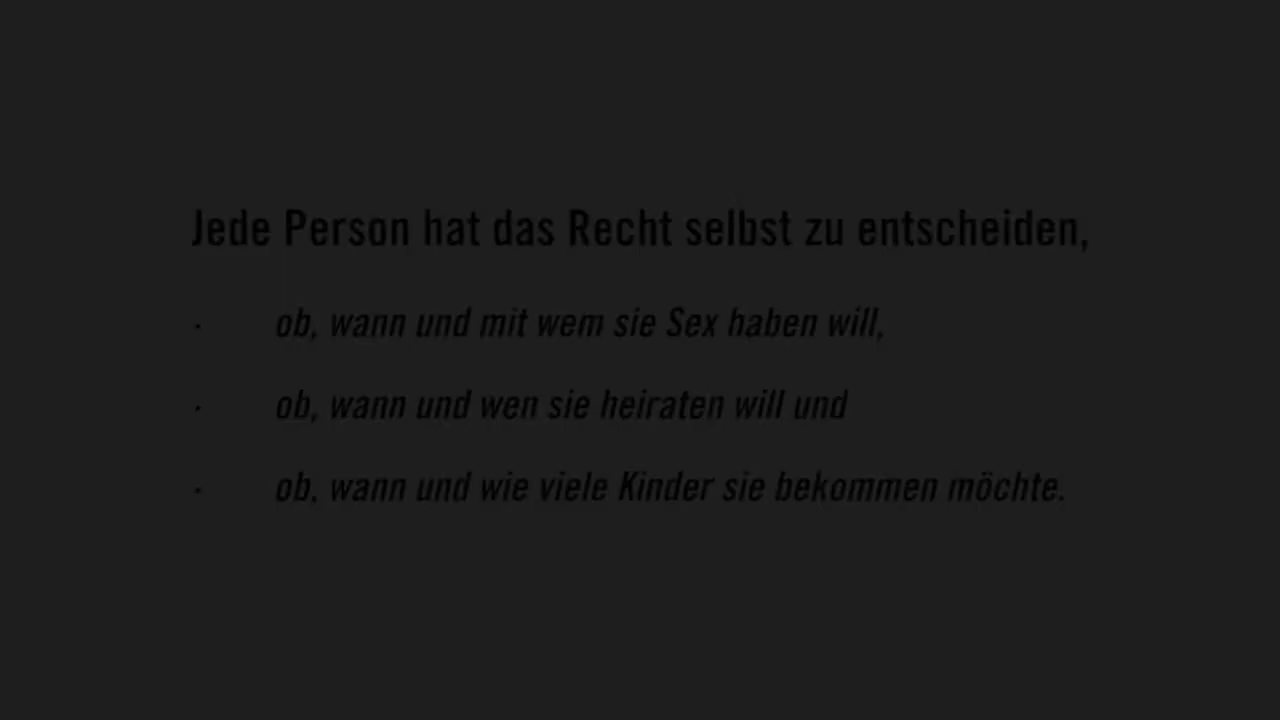 Jede Person hat das Recht selbst zu entscheiden,
· ob, wann und mit wem sie Sex haben will,
· ob, wann und wen sie heiraten will und
· ob, wann und wie viele Kinder sie bekommen möchte.